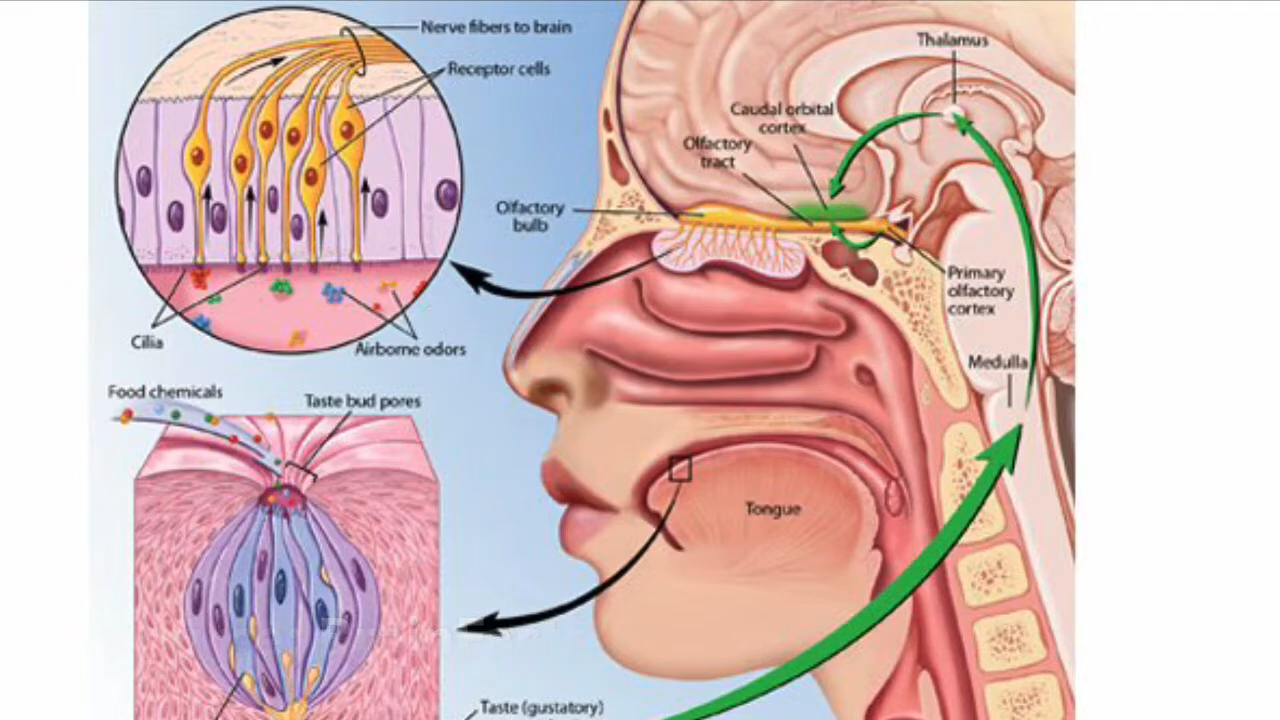 Nerve fibers to brain
Receptor cells
Cilia
Airborne odors
Food chemicals
Taste bud pores
Thalamus
Caudal orbital
cortex
Olfactory
tract
Olfactory
bulb
Primary
olfactory
cortex
Medulla
Tongue
Taste (gustatory)